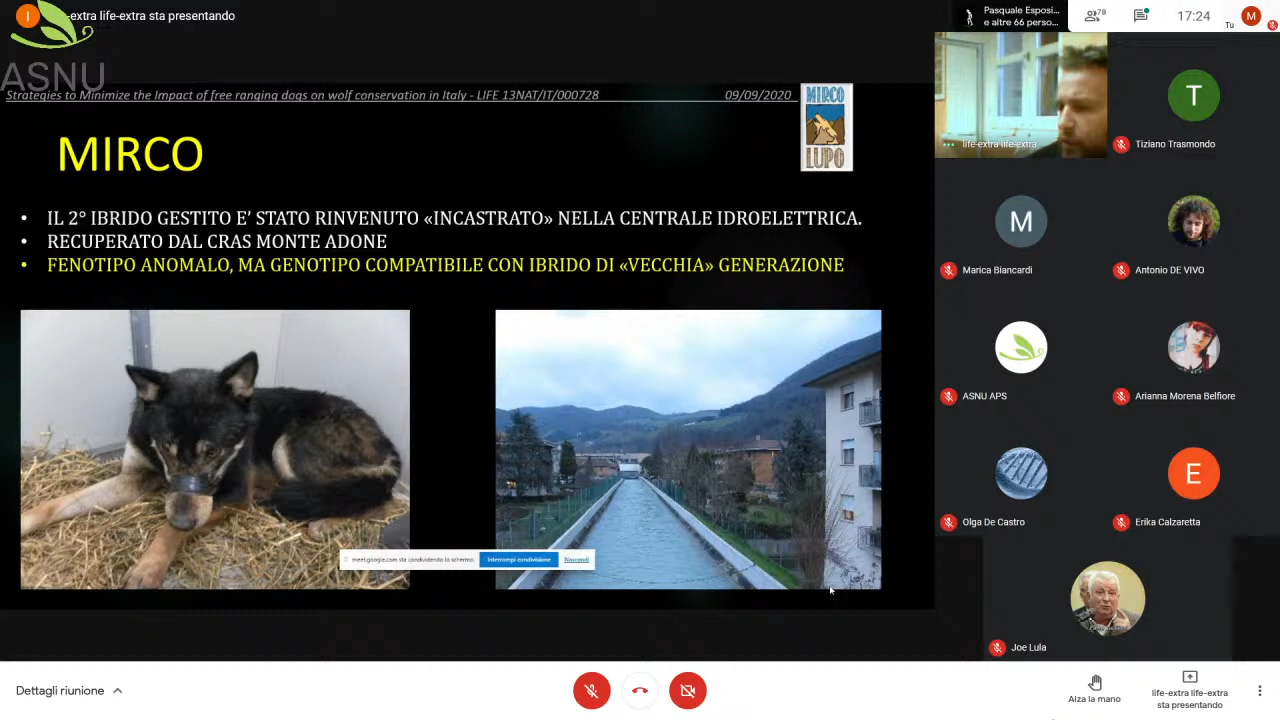 life-extra life-extra sta presentando
ASNU
Pasquale Esposi...
e altre 66 perso...
78
17:24
Tu
M
Strategies to Minimize the Impact of free ranging dogs on wolf conservation in Italy - LIFE 13NAT/IT/000728
09/09/2020
MIRCO
LUPO
MIRCO
• IL 2° IBRIDO GESTITO E’ STATO RINVENUTO «INCASTRATO» NELLA CENTRALE IDROELETTRICA.
• RECUPERATO DAL CRAS MONTE ADONE
• FENOTIPO ANOMALO, MA GENOTIPO COMPATIBILE CON IBRIDO DI «VECCHIA» GENERAZIONE
meet.google.com sta condividendo lo schermo.
Interrompi condivisione
Nascondi
life-extra life-extra
T
Tiziano Trasmondo
M
Marica Biancardi
Antonio DE VIVO
ASNU APS
Arianna Morena Belfiore
Olga De Castro
E
Erika Calzaretta
Joe Lula
Dettagli riunione
Alza la mano
life-extra life-extra
sta presentando